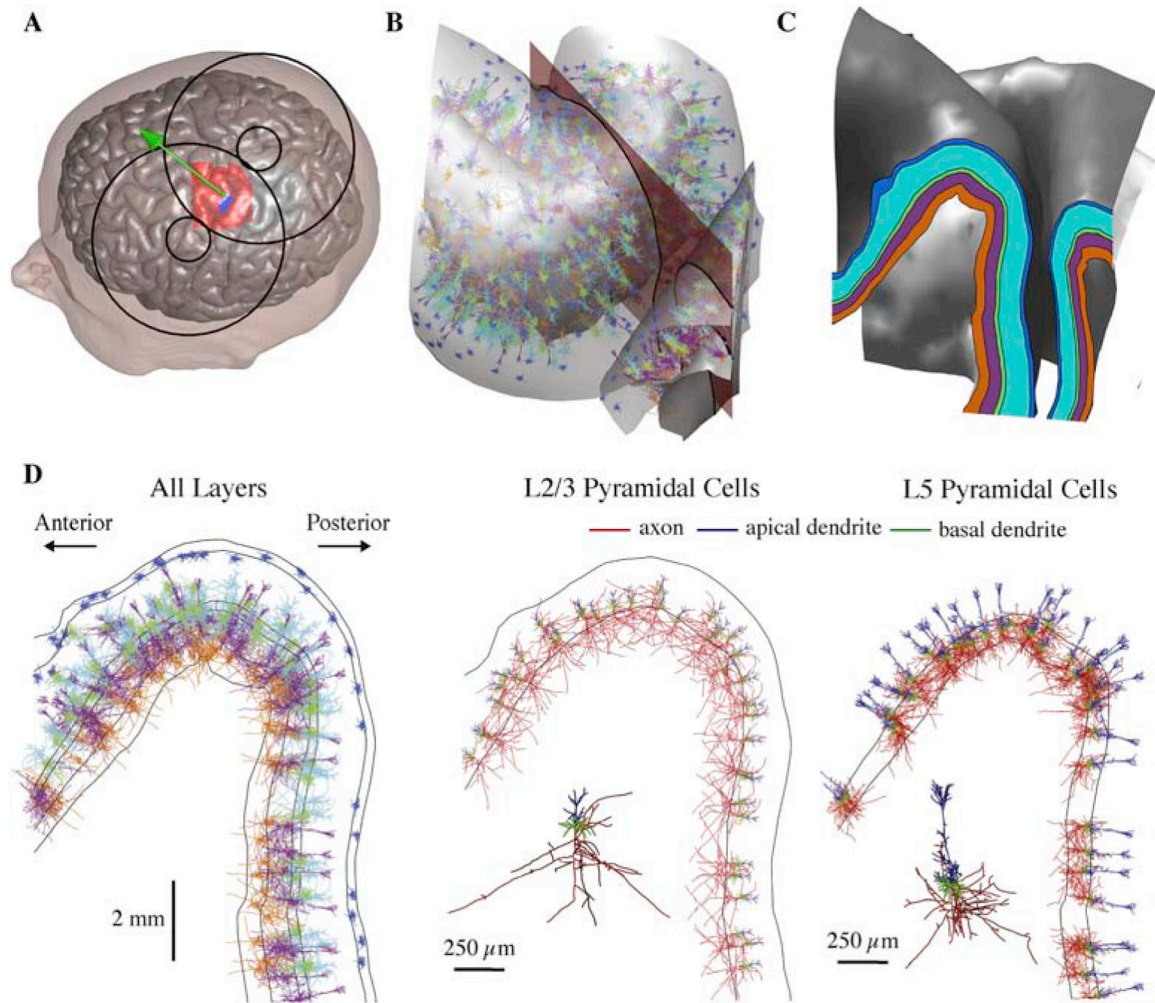 A
B
C
D
All Layers
L2/3 Pyramidal Cells
L5 Pyramidal Cells
Anterior
Posterior
axon
apical dendrite
basal dendrite
2 mm
250 μm
250 μm